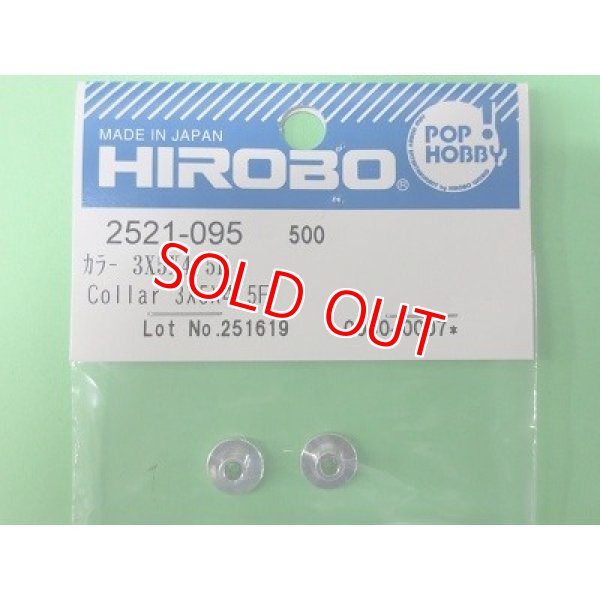 MADE IN JAPAN
HIROBO®
POP
HOBBY!
2521-095 500
カラー 3X5X4.5
Collar 3X5X4.5F
Lot No.251619
SOLD OUT